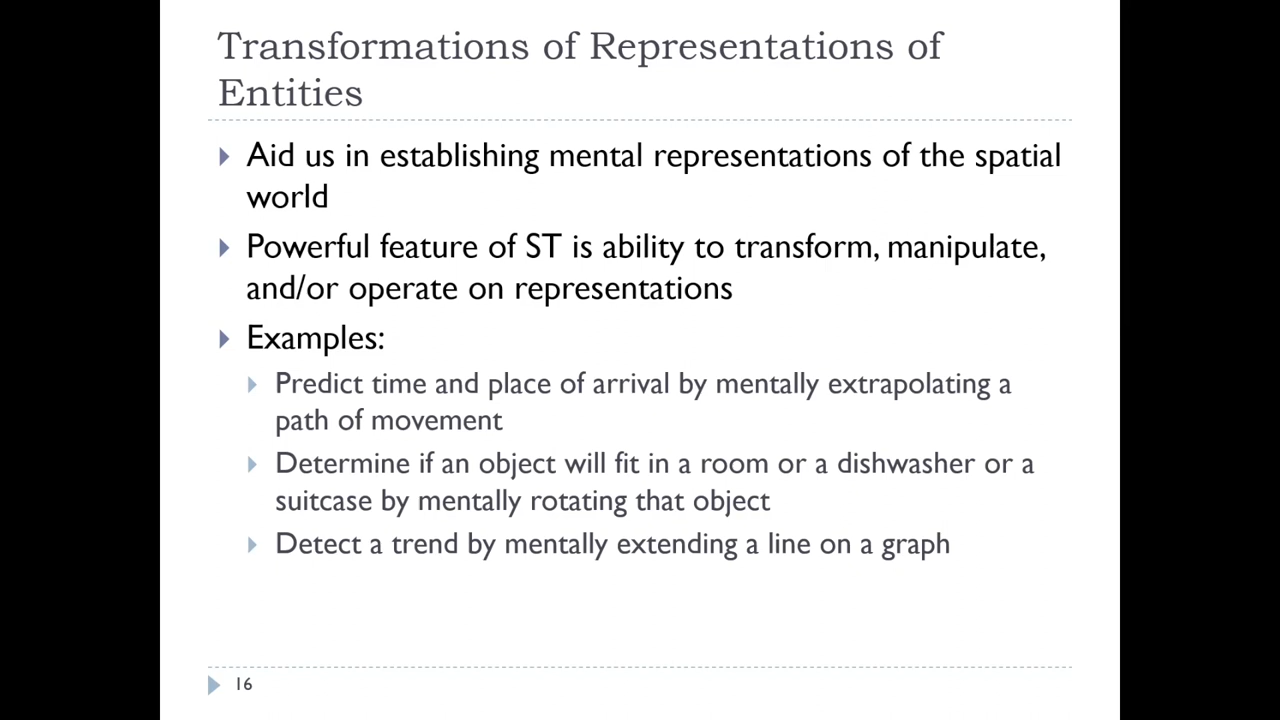 Transformations of Representations of
Entities
Aid us in establishing mental representations of the spatial
world
Powerful feature of ST is ability to transform, manipulate,
and/or operate on representations
Examples:
Predict time and place of arrival by mentally extrapolating a
path of movement
Determine if an object will fit in a room or a dishwasher or a
suitcase by mentally rotating that object
Detect a trend by mentally extending a line on a graph
16